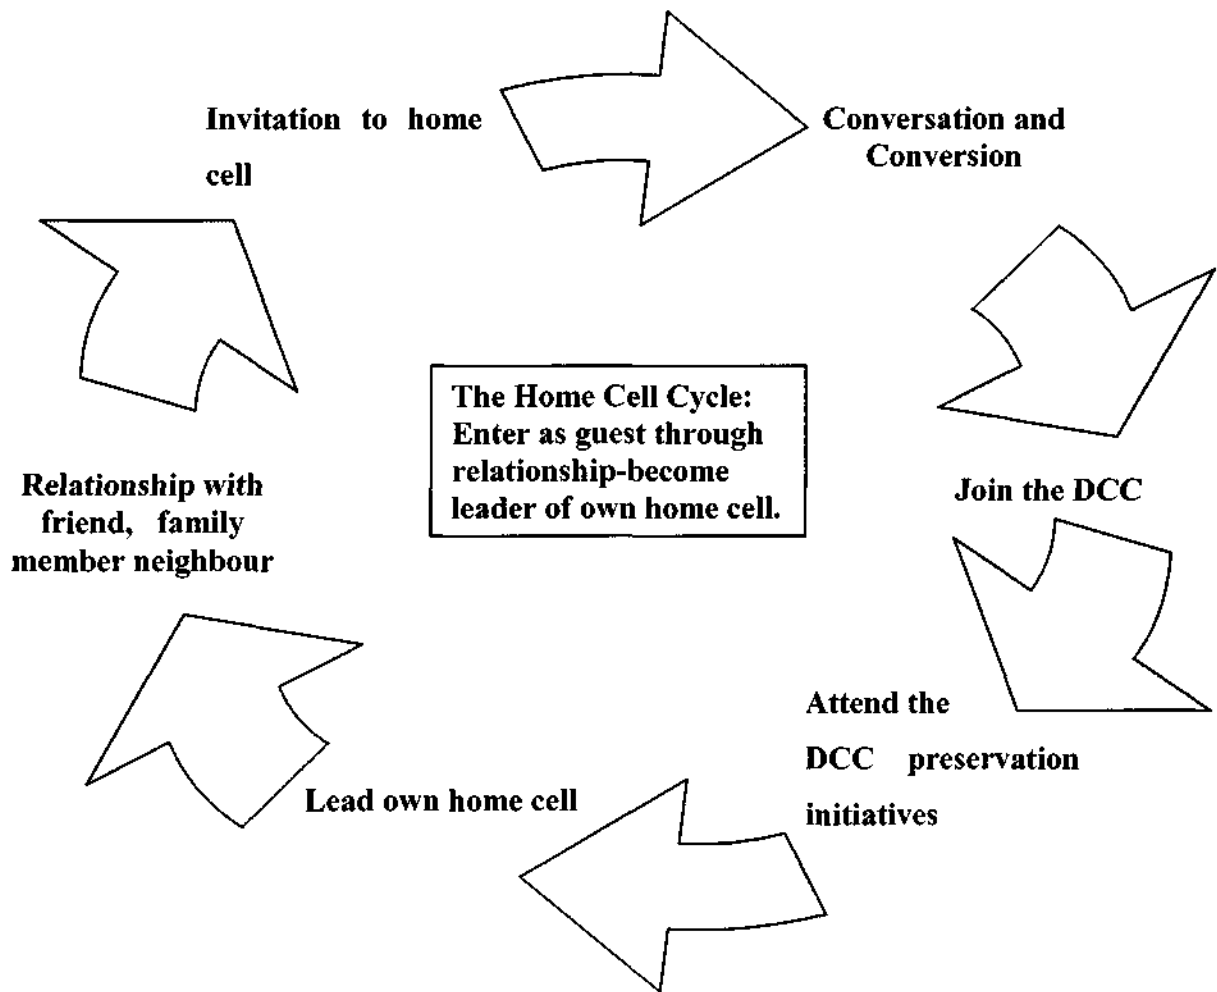 Invitation to home
cell
Conversation and
Conversion
The Home Cell Cycle:
Enter as guest through
relationship-become
leader of own home cell.
Relationship with
friend, family
member neighbour
Join the DCC
Attend the
DCC preservation
initiatives
Lead own home cell